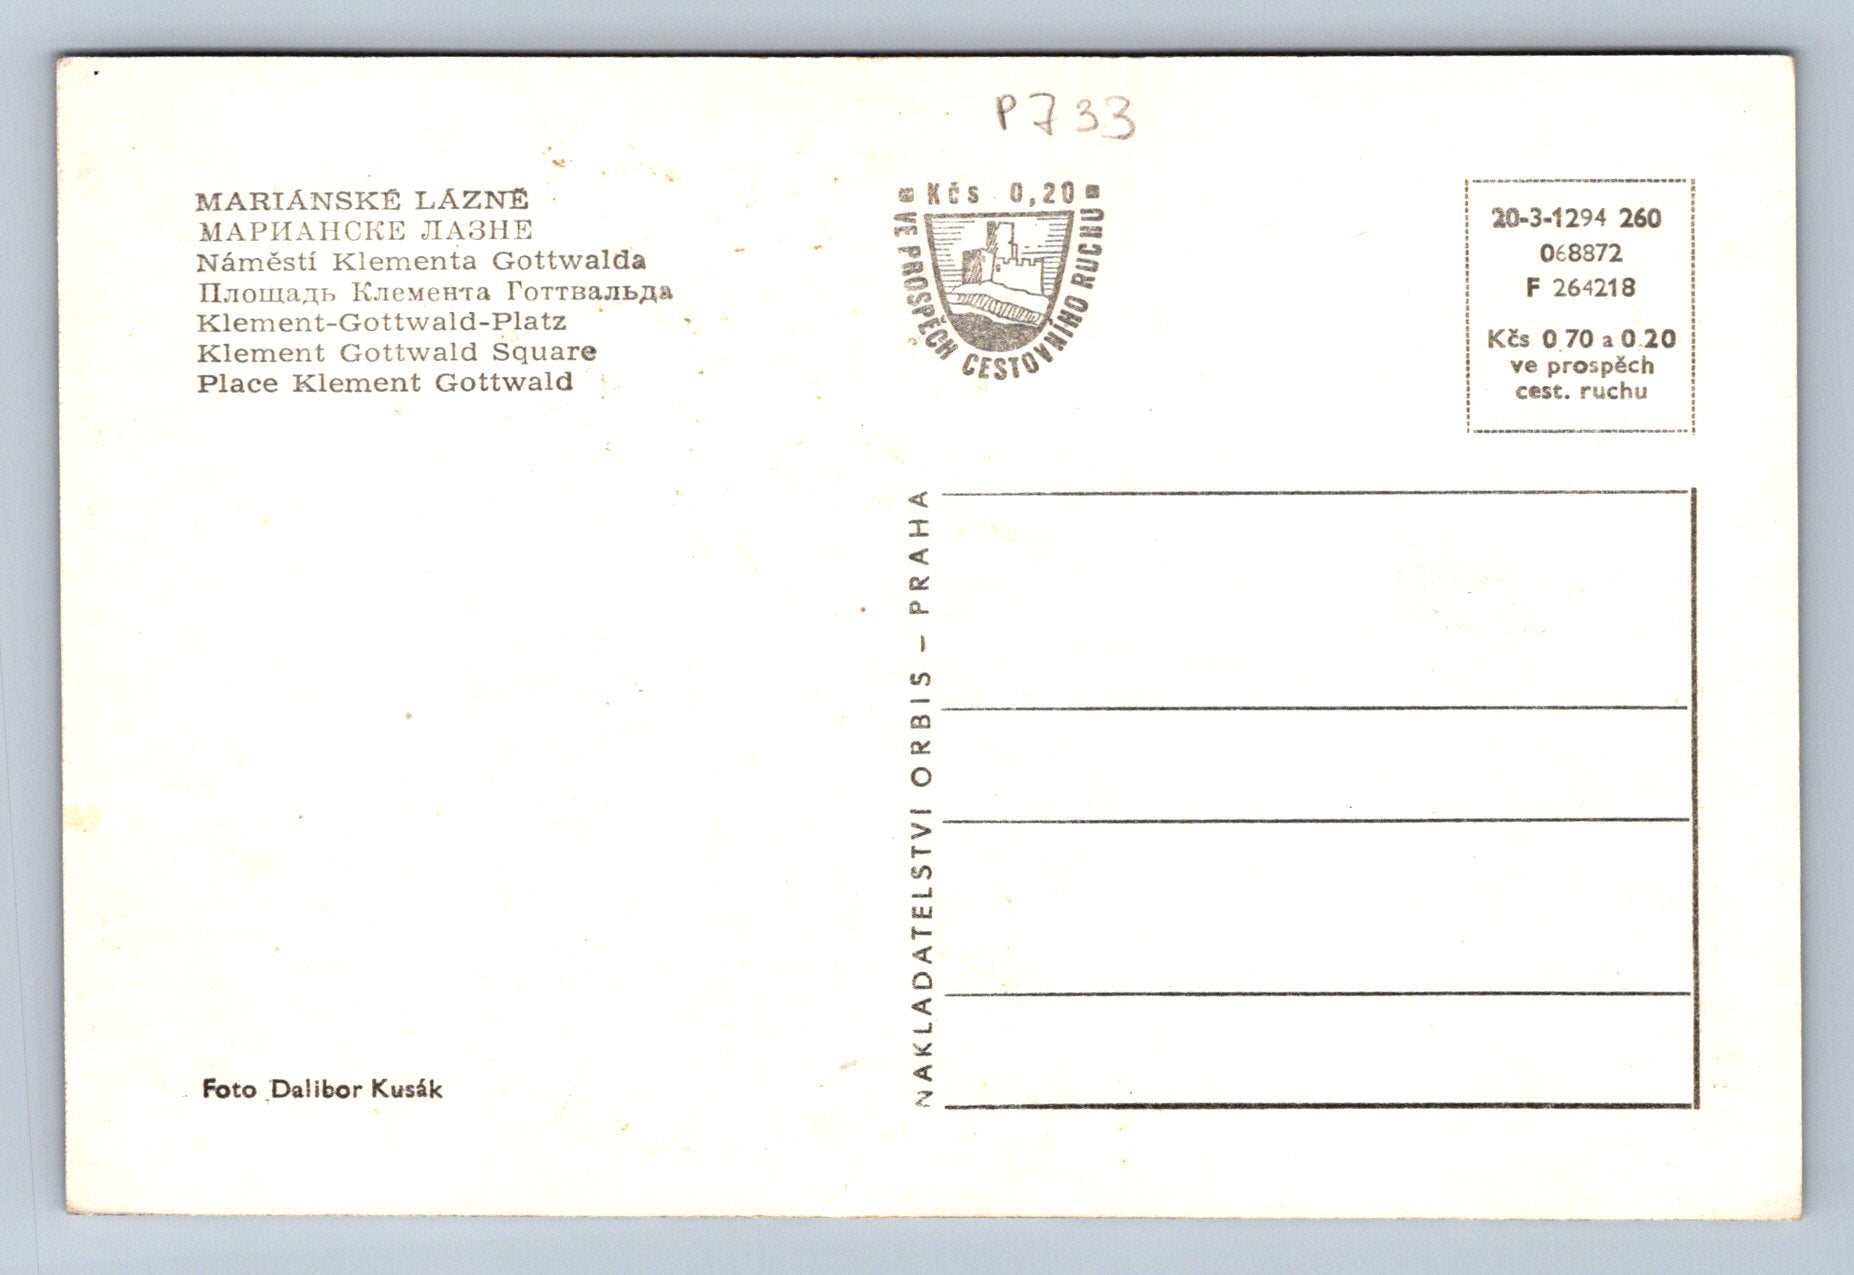 P733
MARIÁNSKÉ LÁZNĚ
МАРИАНСКЕ ЛАЗНЕ
Náměstí Klementa Gottwalda
Площадь Клемента Готтвальда
Klement-Gottwald-Platz
Klement Gottwald Square
Place Klement Gottwald
Kčs 0,20
VE PROSPĚCH CESTOVNÍHO RUCHU
20-3-1294 260
068872
F 264218
Kčs 0.70 a 0.20
ve prospěch
cest. ruchu
NAKLADATELSTVI ORBIS – PRAHA
Foto Dalibor Kusák